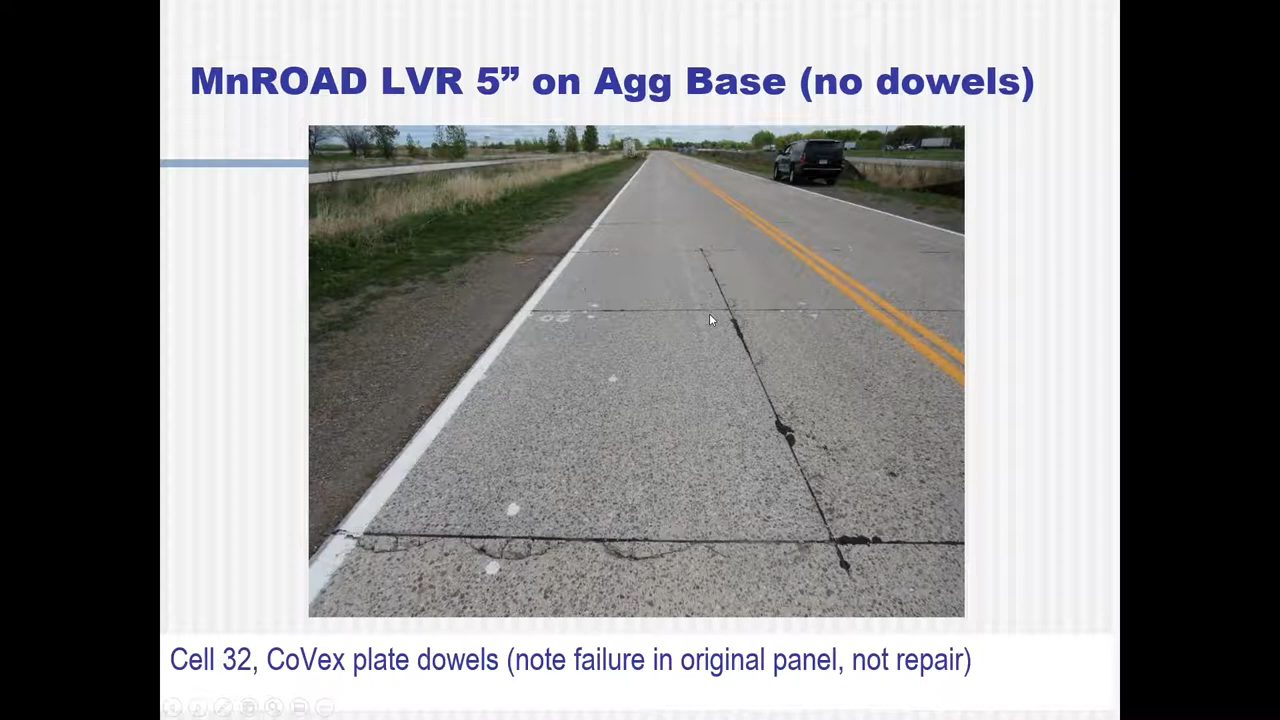 MnROAD LVR 5” on Agg Base (no dowels)
Cell 32, CoVex plate dowels (note failure in original panel, not repair)